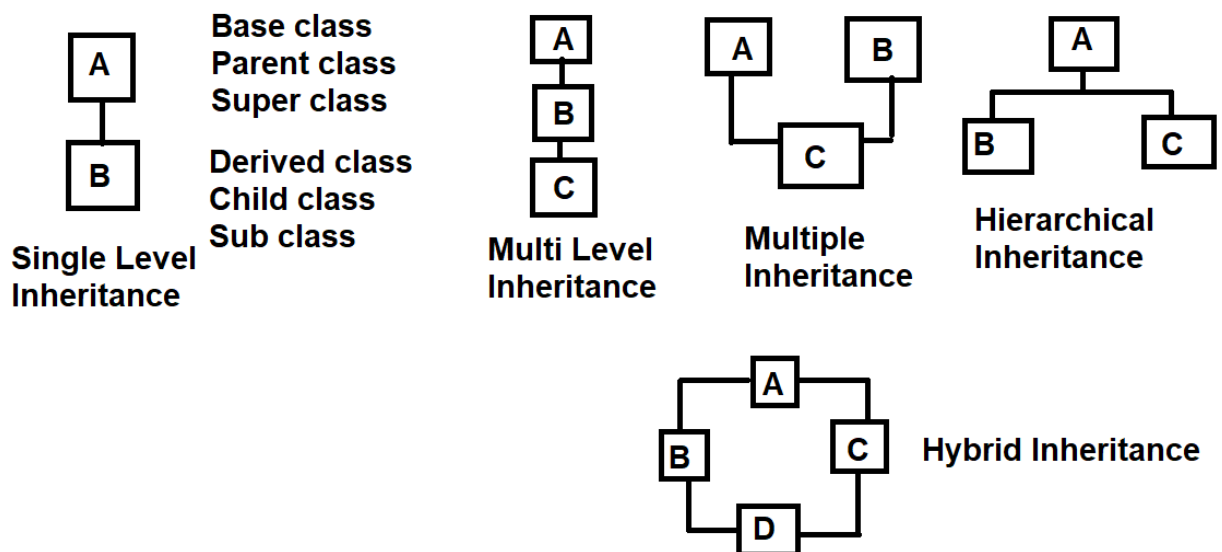 A
B
Single Level
Inheritance
Base class
Parent class
Super class
Derived class
Child class
Sub class
A
B
C
Multi Level
Inheritance
A
B
C
Multiple
Inheritance
A
B
C
Hierarchical
Inheritance
A
B
C
D
Hybrid Inheritance